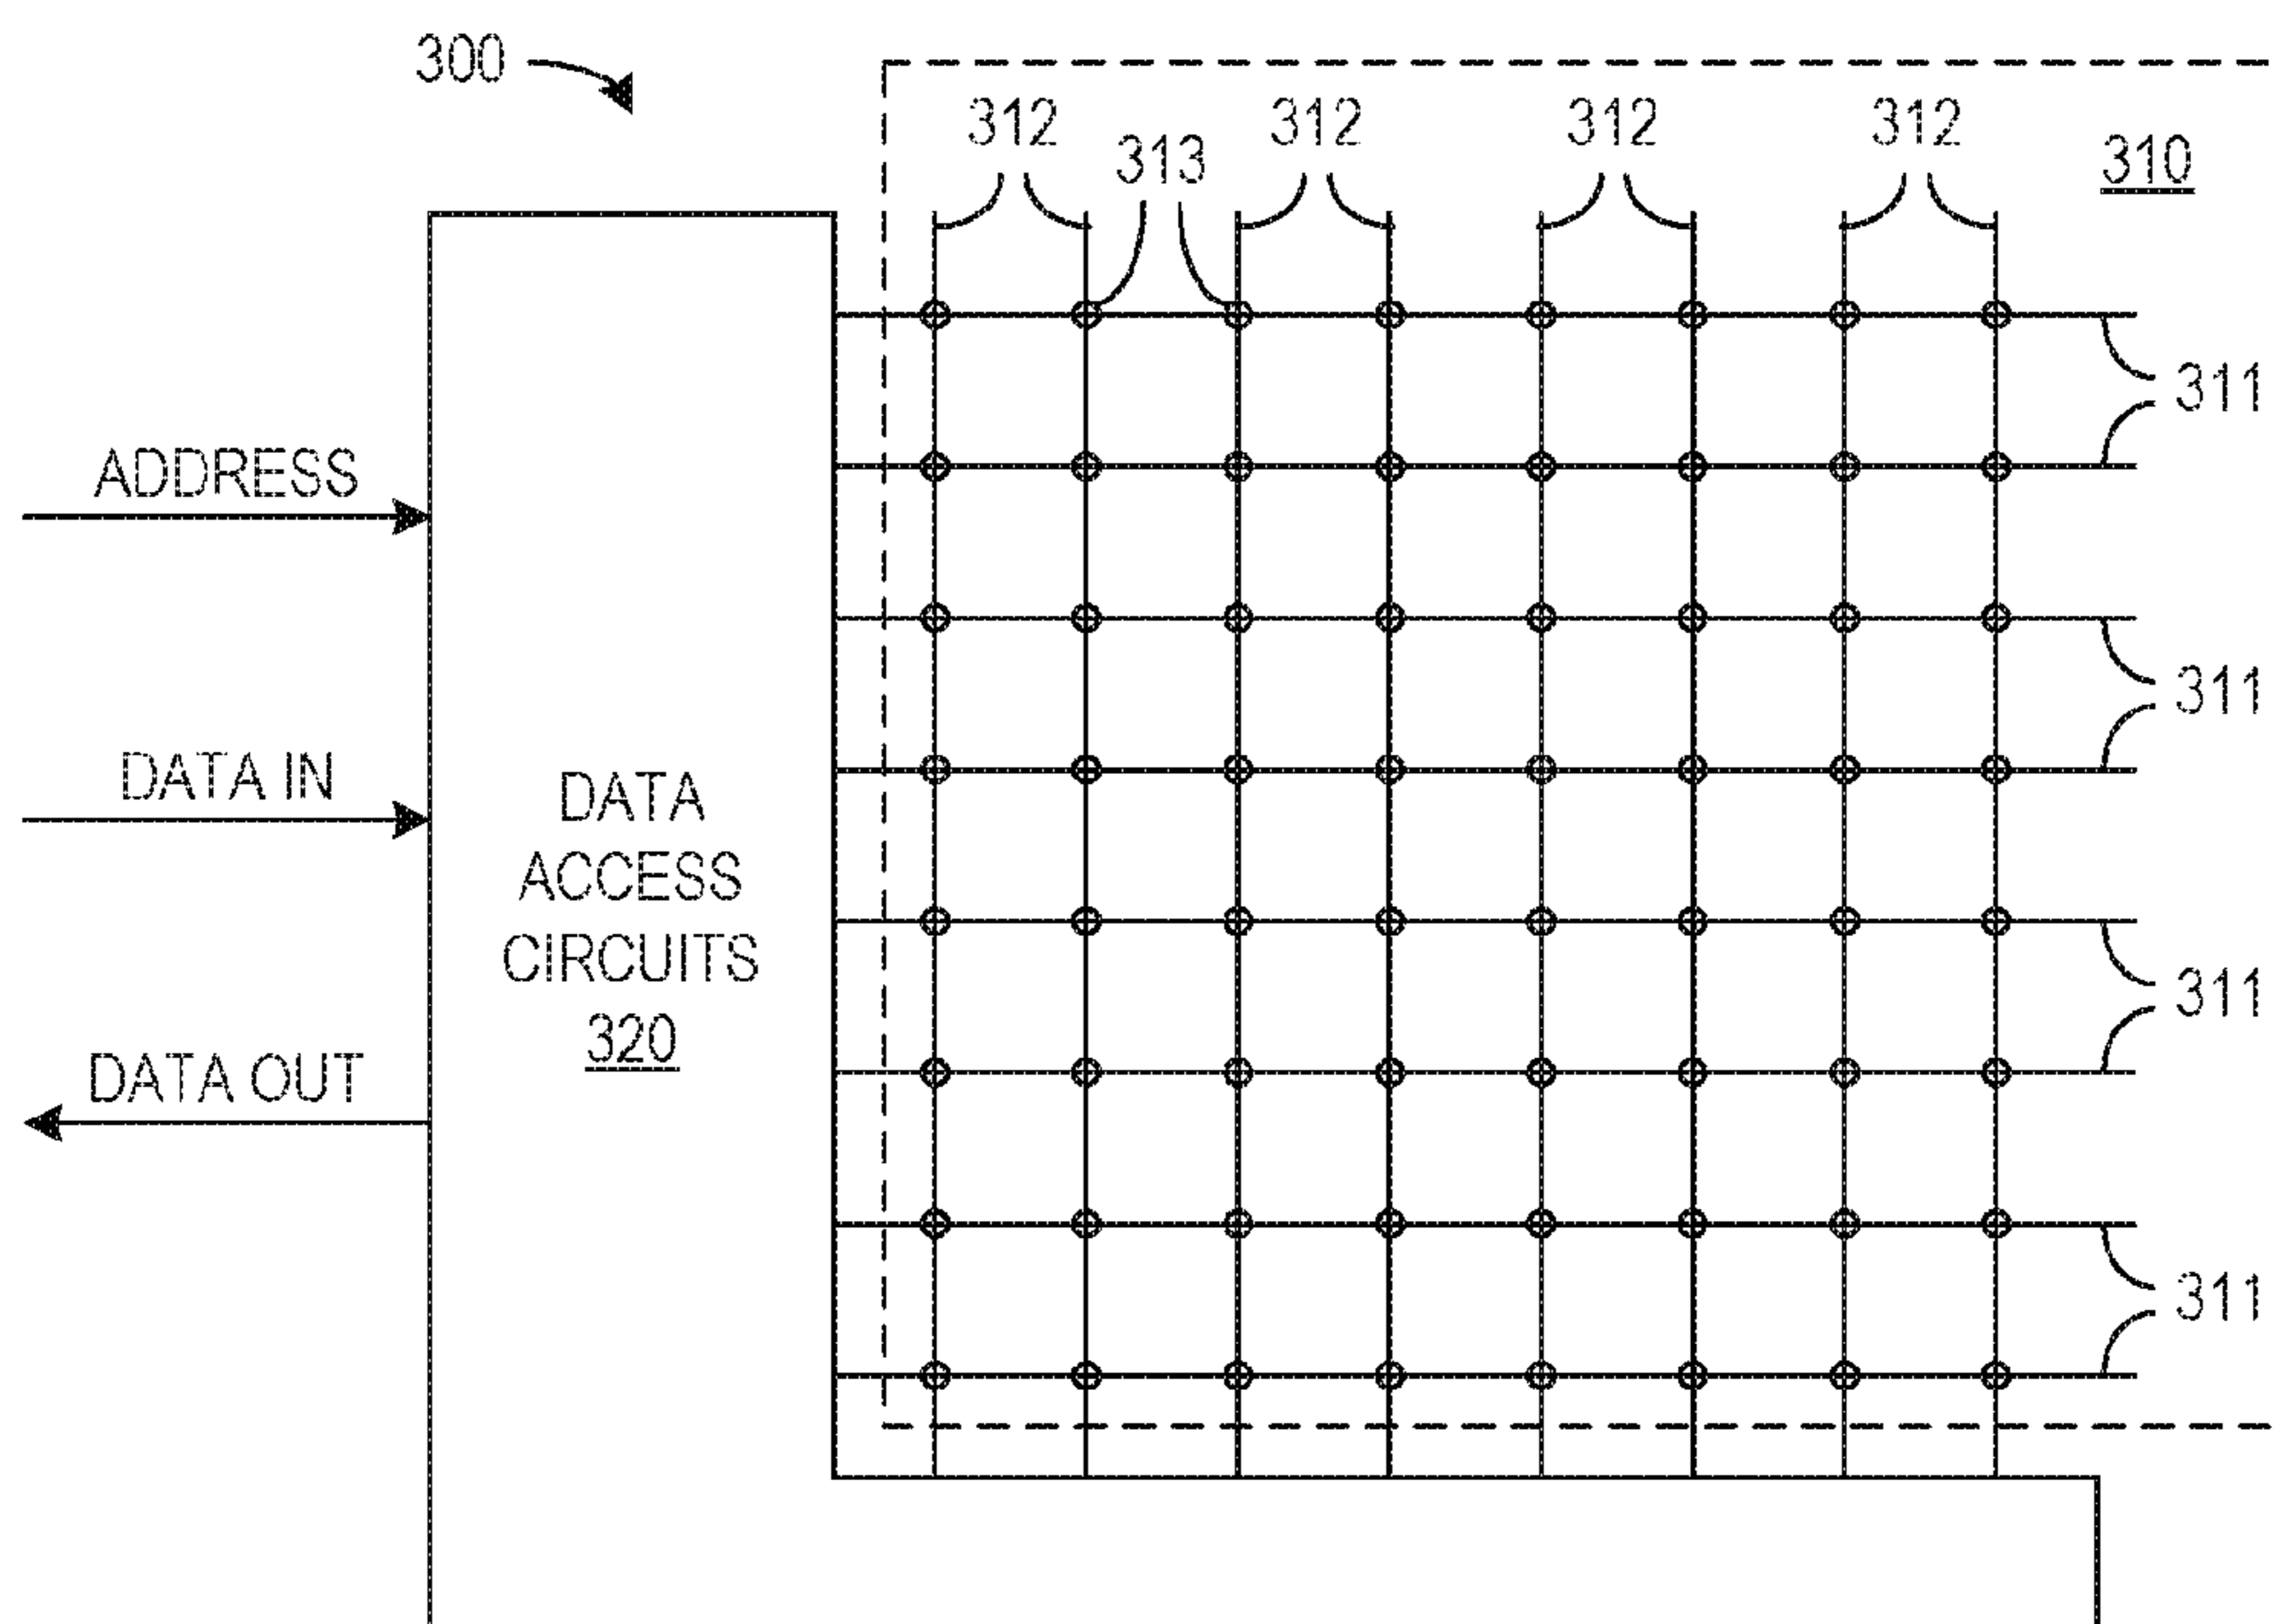 300
312
312
312
312
313
310
311
ADDRESS
311
DATA IN
DATA
ACCESS
CIRCUITS
320
311
DATA OUT
311